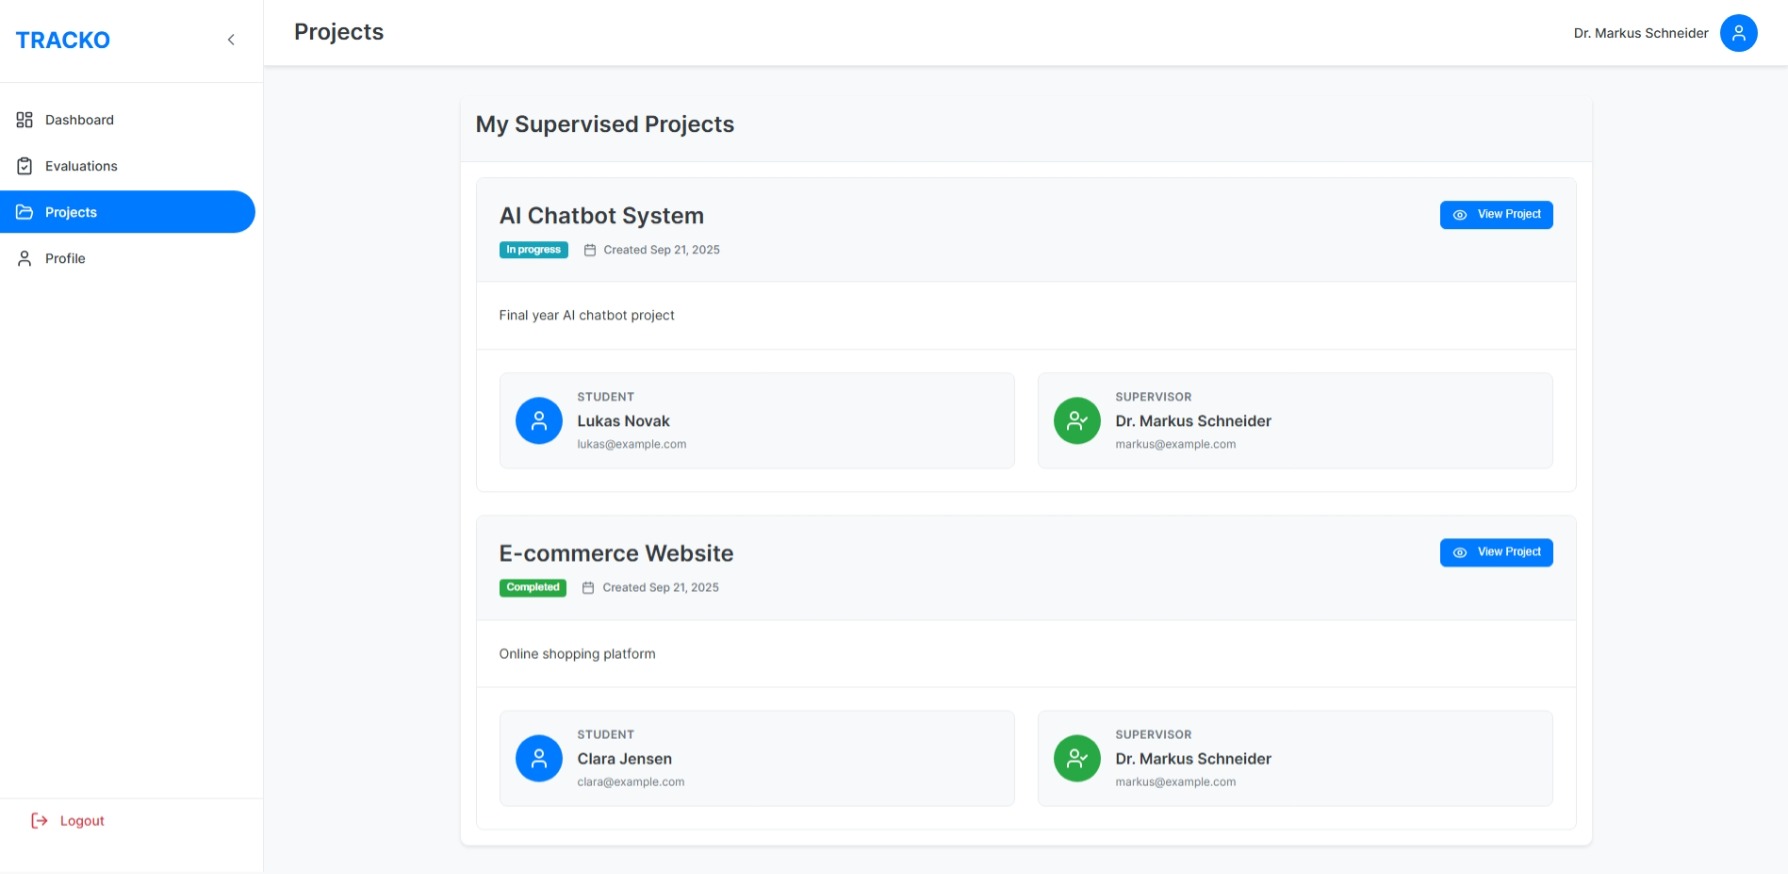 TRACKO
Dashboard
Evaluations
Projects
Profile
Logout
Projects
Dr. Markus Schneider
My Supervised Projects
AI Chatbot System
View Project
In progress
Created Sep 21, 2025
Final year AI chatbot project
STUDENT
Lukas Novak
lukas@example.com
SUPERVISOR
Dr. Markus Schneider
markus@example.com
E-commerce Website
View Project
Completed
Created Sep 21, 2025
Online shopping platform
STUDENT
Clara Jensen
clara@example.com
SUPERVISOR
Dr. Markus Schneider
markus@example.com